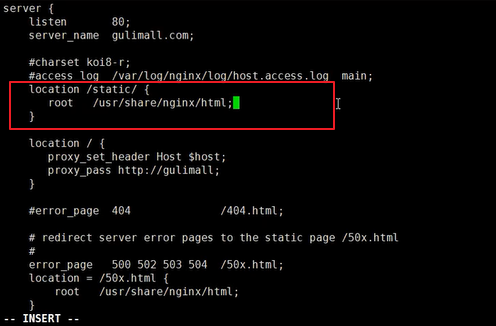 server {
    listen       80;
    server_name  gulimall.com;

    #charset koi8-r;
    #access_log  /var/log/nginx/log/host.access.log  main;
    location /static/ {
       root   /usr/share/nginx/html;
    }

    location / {
       proxy_set_header Host $host;
       proxy_pass http://gulimall;
    }

    #error_page  404              /404.html;

    # redirect server error pages to the static page /50x.html
    #
    error_page   500 502 503 504  /50x.html;
    location = /50x.html {
        root   /usr/share/nginx/html;
    }
-- INSERT --